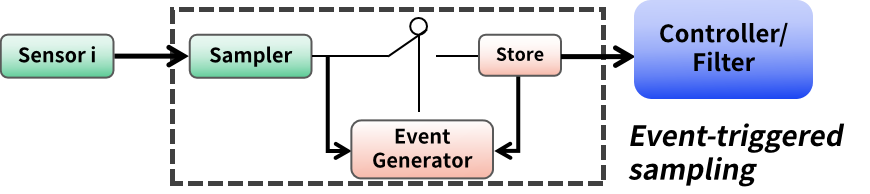 Sensor i
Sampler
Store
Controller/
Filter
Event
Generator
Event-triggered
sampling